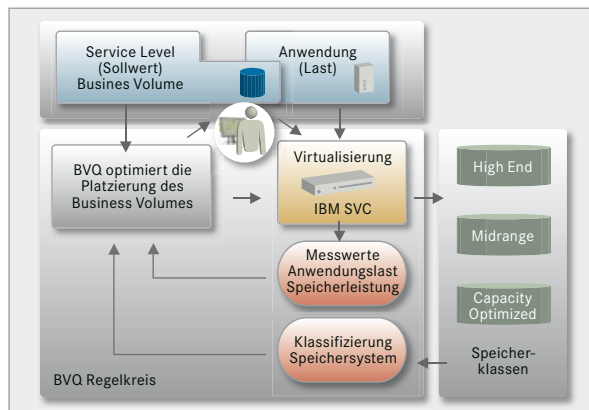 Service Level
(Sollwert)
Busines Volume
Anwendung
(Last)
BVQ optimiert die
Platzierung des
Business Volumes
Virtualisierung
IBM SVC
Messwerte
Anwendungslast
Speicherleistung
Klassifizierung
Speichersystem
BVQ Regelkreis
High End
Midrange
Capacity
Optimized
Speicher-
klassen